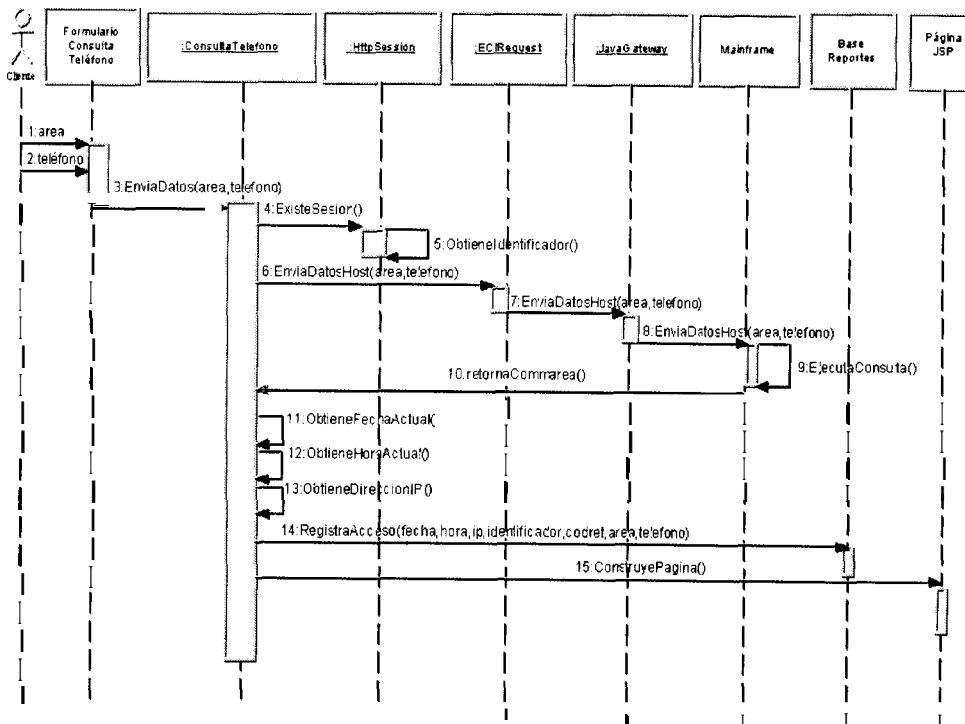 Cliente
Formulario
Consulta
Teléfono
:ConsultaTelefono
:HttpSession
:ECIRequest
:JavaGateway
Mainframe
Base
Reportes
Página
JSP
1:area
2:teléfono
3:EnviaDatos(area,telefono)
4:ExisteSesion()
5:ObtieneIdentificador()
6:EnviaDatosHost(area,telefono)
7:EnviaDatosHost(area,telefono)
8:EnviaDatosHost(area,telefono)
9:EjecutaConsulta()
10:retornaCommarea()
11:ObtieneFechaActual(
12:ObtieneHoraActual()
13:ObtieneDireccionIP()
14:RegistraAcceso(fecha,hora,ip,identificador,codret,area,telefono)
15:ConstruyePagina()